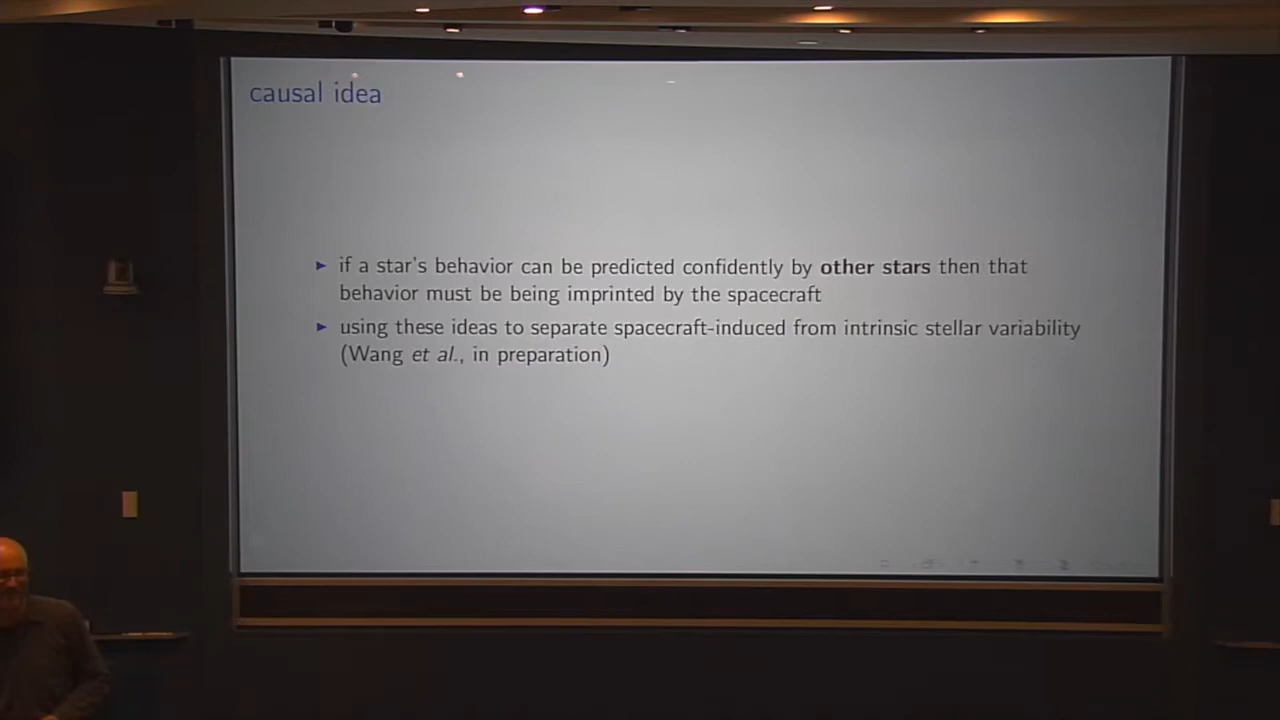 causal idea
► if a star's behavior can be predicted confidently by other stars then that
behavior must be being imprinted by the spacecraft
► using these ideas to separate spacecraft-induced from intrinsic stellar variability
(Wang et al., in preparation)